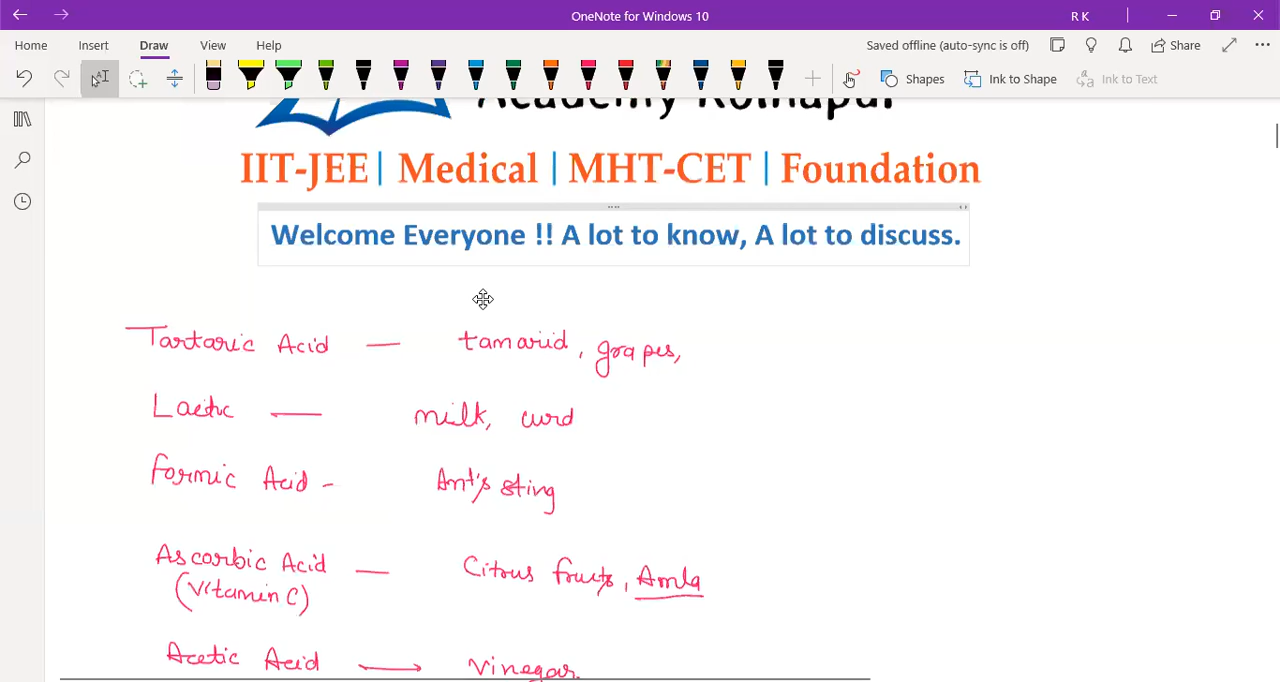 OneNote for Windows 10
R K
Home Insert Draw View Help
Saved offline (auto-sync is off) Share
Shapes Ink to Shape Ink to Text
Academy Kolhapur
IIT-JEE | Medical | MHT-CET | Foundation
Welcome Everyone !! A lot to know, A lot to discuss.
Tartaric Acid — tamarid, grapes,
Lactic — milk, curd
Formic Acid - Ant's sting
Ascorbic Acid — Citrus fruits, Amla
(Vitamin C)
Acetic Acid → Vinegar.